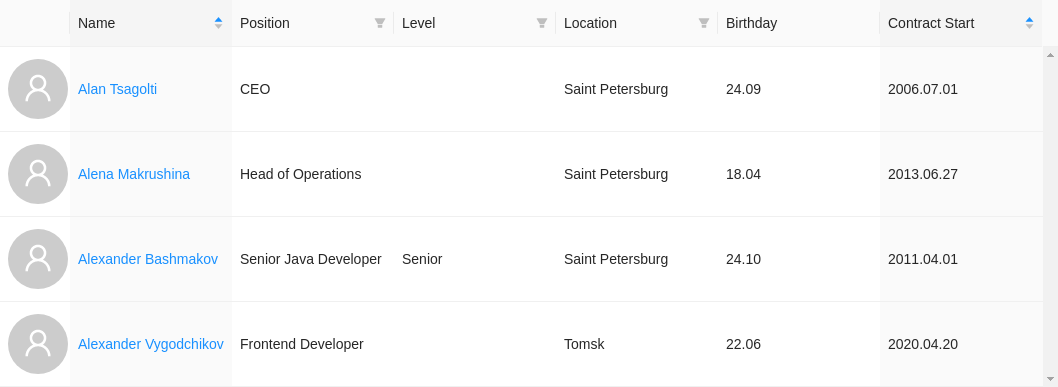 Name Position Level Location Birthday Contract Start
Alan Tsagolti CEO Saint Petersburg 24.09 2006.07.01
Alena Makrushina Head of Operations Saint Petersburg 18.04 2013.06.27
Alexander Bashmakov Senior Java Developer Senior Saint Petersburg 24.10 2011.04.01
Alexander Vygodchikov Frontend Developer Tomsk 22.06 2020.04.20